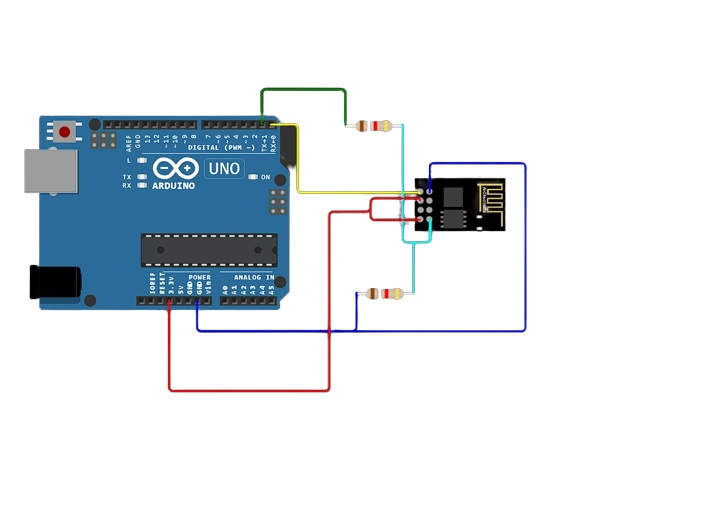 AREF
GND
13
12
~11
~10
~9
8
7
~6
~5
4
~3
2
TX→1
RX←0
DIGITAL (PWM ~)
L
TX
RX
UNO
ARDUINO
ON
IOREF
RESET
3.3V
5V
GND
GND
Vin
POWER
ANALOG IN
A0
A1
A2
A3
A4
A5